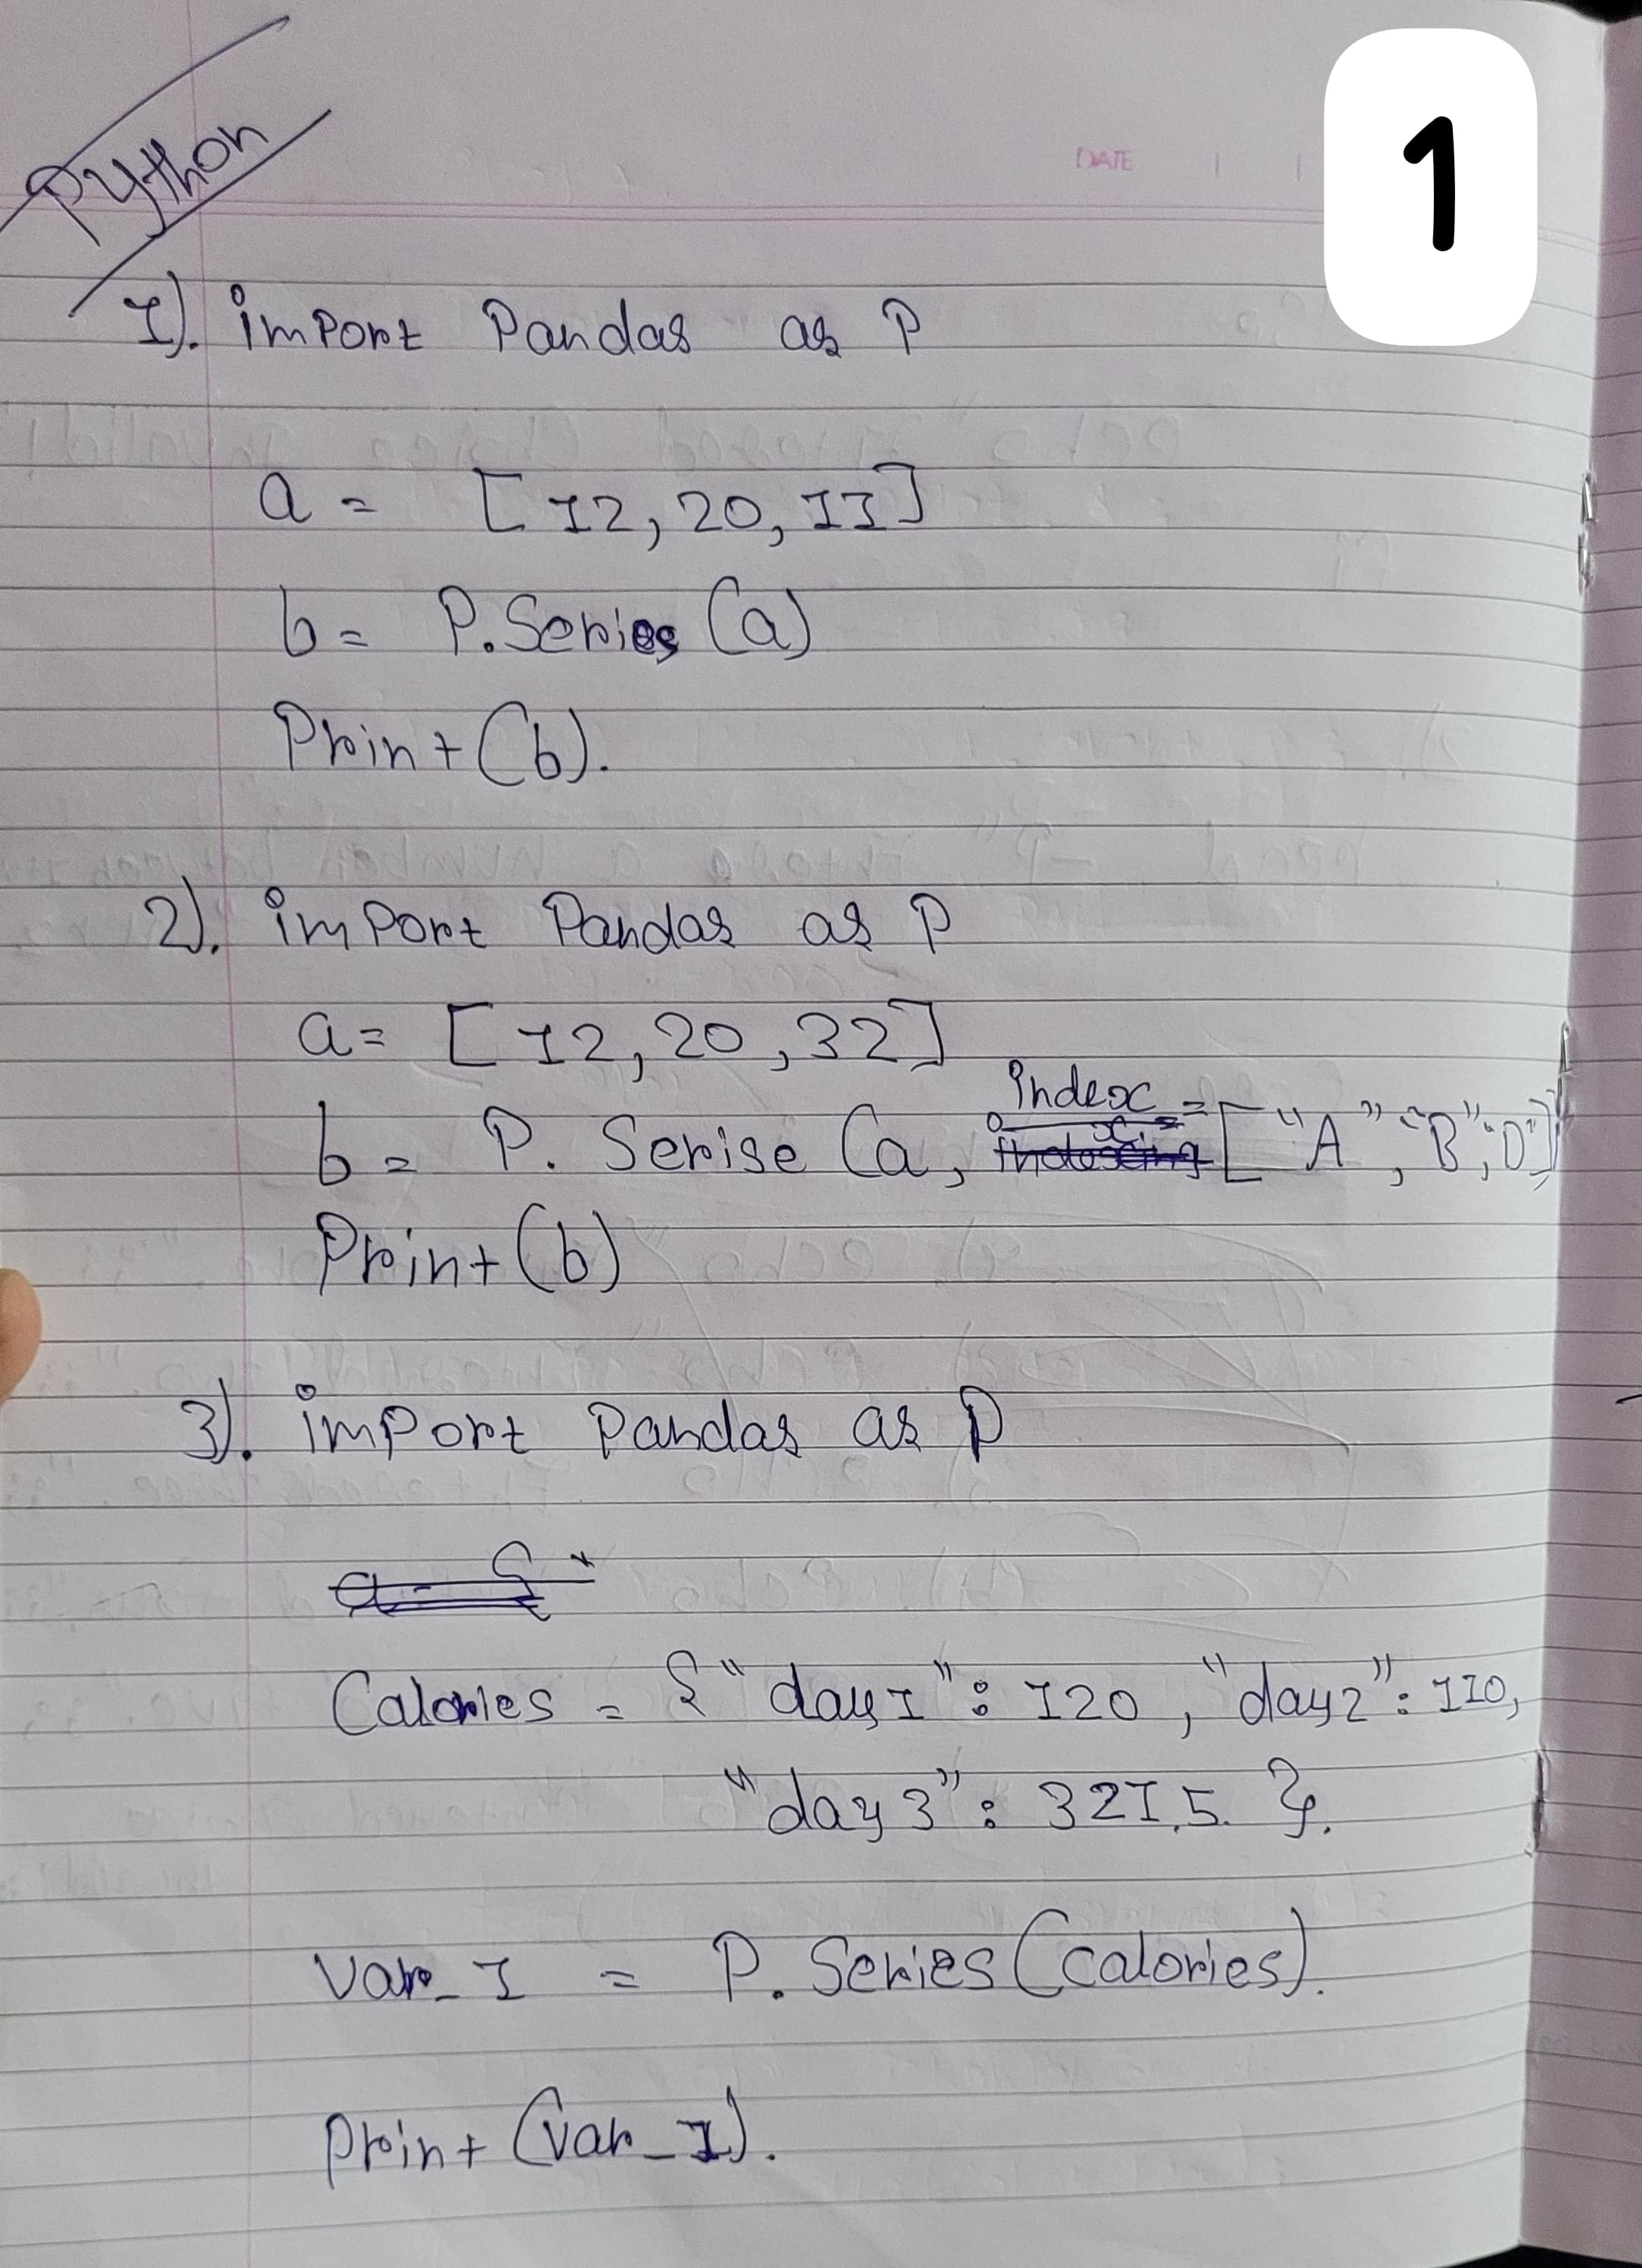 1
Python
DATE
1). import Pandas as P
a = [12, 20, 11]
b = P.Series (a)
Print (b).
2). import Pandas as P
a = [12, 20, 32]
index =
b = P. Serise (a, [ "A", "B", "D"]
Print (b)
3). import Pandas as P
Calories = { "day1" : 120, "day2" : 110,
"day3" : 321.5. }.
Var_1 = P. Series (calories).
print (var_1).